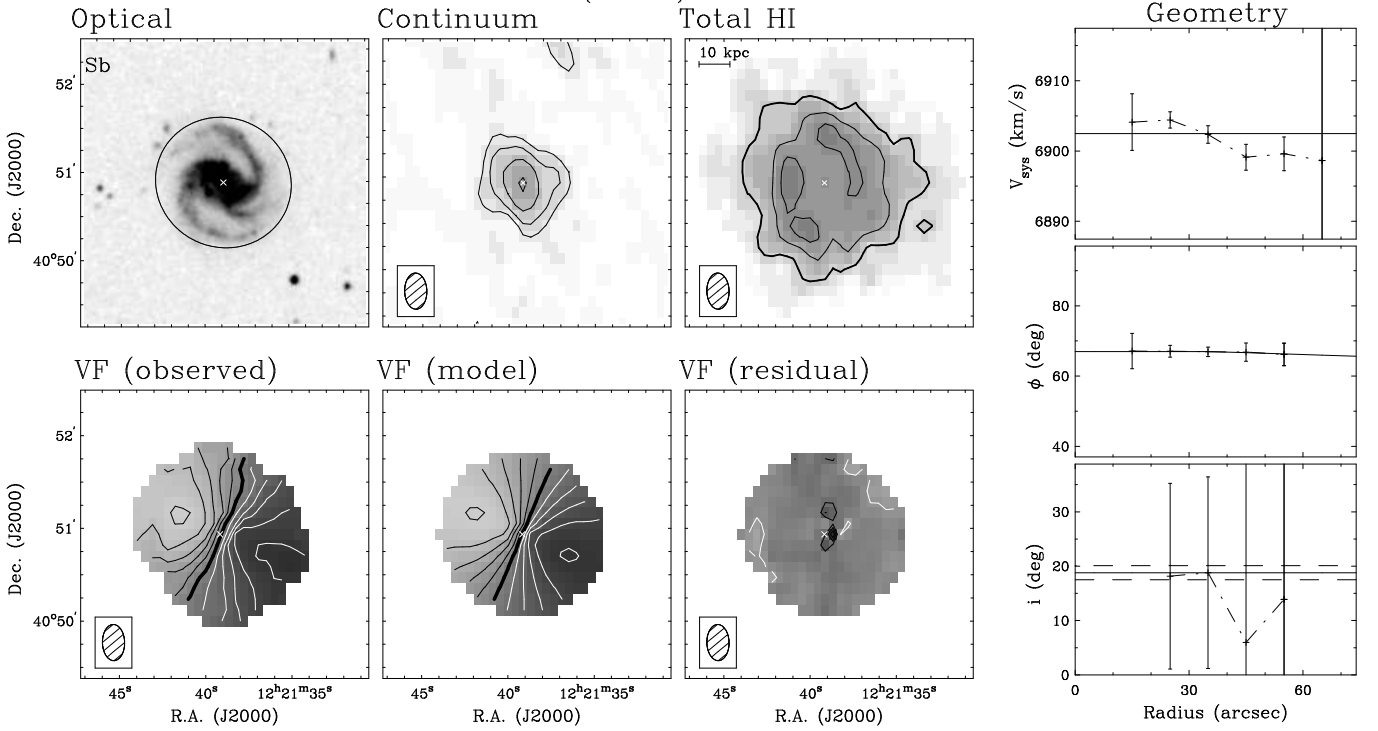 Optical
Continuum
Total HI
Geometry
Sb
10 kpc
52'
51'
40°50'
Dec. (J2000)
6910
6900
6890
Vsys (km/s)
80
60
40
ϕ (deg)
VF (observed)
VF (model)
VF (residual)
52'
51'
40°50'
Dec. (J2000)
30
20
10
0
i (deg)
45s 40s 12h21m35s
45s 40s 12h21m35s
45s 40s 12h21m35s
0 30 60
R.A. (J2000)
R.A. (J2000)
R.A. (J2000)
Radius (arcsec)